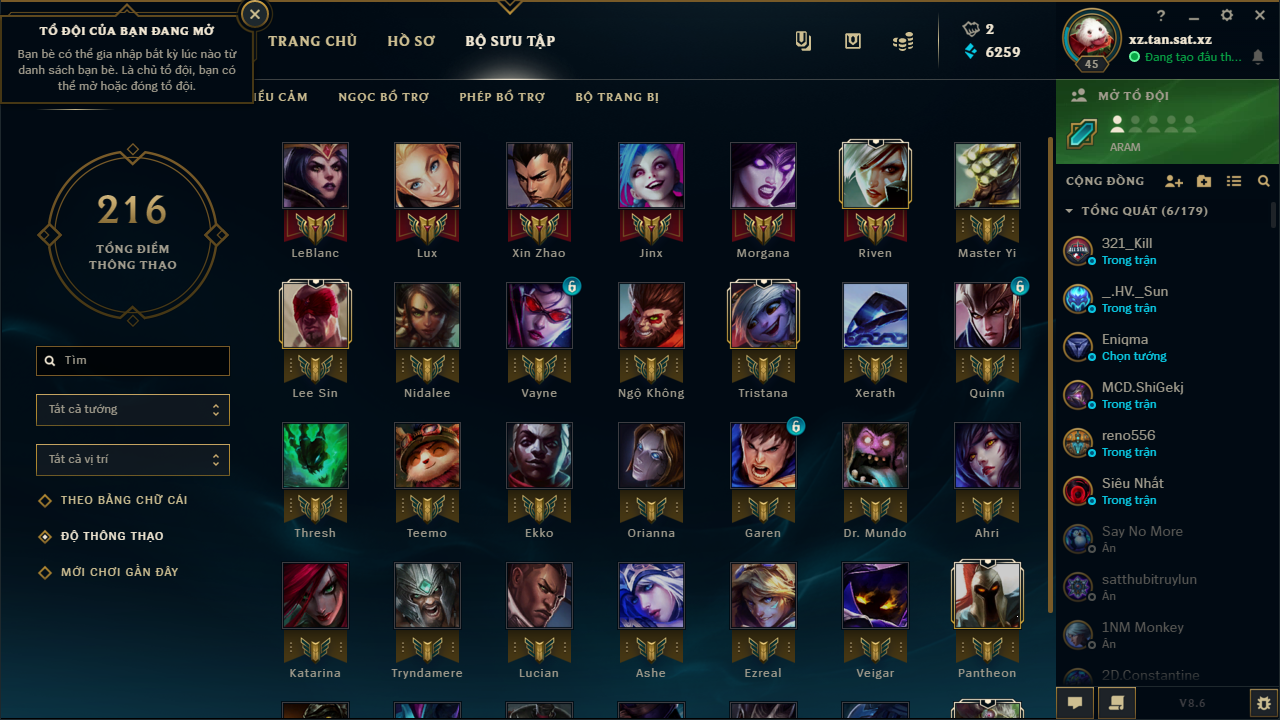 TỔ ĐỘI CỦA BẠN ĐANG MỞ
Bạn bè có thể gia nhập bất kỳ lúc nào từ
danh sách bạn bè. Là chủ tổ đội, bạn có
thể mở hoặc đóng tổ đội.
TRANG CHỦ
HỒ SƠ
BỘ SƯU TẬP
2
6259
?
xz.tan.sat.xz
Đang tạo đấu th...
45
CẢM
NGỌC BỔ TRỢ
PHÉP BỔ TRỢ
BỘ TRANG BỊ
MỞ TỔ ĐỘI
ARAM
216
TỔNG ĐIỂM
THÔNG THẠO
Tìm
Tất cả tướng
Tất cả vị trí
THEO BẢNG CHỮ CÁI
ĐỘ THÔNG THẠO
MỚI CHƠI GẦN ĐÂY
LeBlanc
Lux
Xin Zhao
Jinx
Morgana
Riven
Master Yi
6
6
Lee Sin
Nidalee
Vayne
Ngộ Không
Tristana
Xerath
Quinn
6
Thresh
Teemo
Ekko
Orianna
Garen
Dr. Mundo
Ahri
Katarina
Tryndamere
Lucian
Ashe
Ezreal
Veigar
Pantheon
CỘNG ĐỒNG
TỔNG QUÁT (6/179)
321_Kill
Trong trận
_.HV._Sun
Trong trận
Eniqma
Chọn tướng
MCD.ShiGekj
Trong trận
reno556
Trong trận
Siêu Nhất
Trong trận
Say No More
Ẩn
satthubitruylun
Ẩn
1NM Monkey
Ẩn
2D.Constantine
V8.6